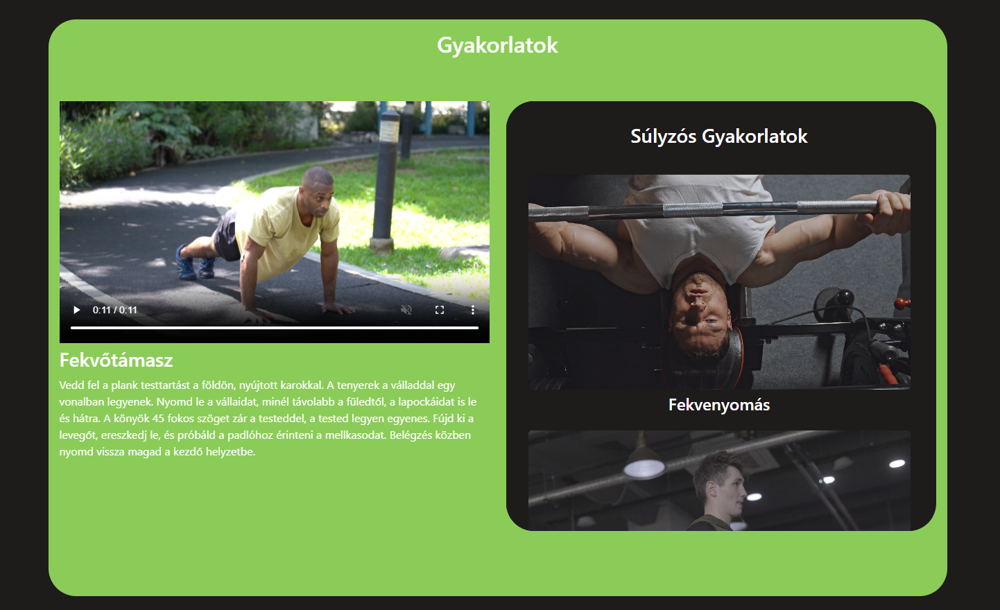 Gyakorlatok
0:11 / 0:11
Fekvőtámasz
Vedd fel a plank testtartást a földön, nyújtott karokkal. A tenyerek a válladdal egy
vonalban legyenek. Nyomd le a vállaidat, minél távolabb a füledtől, a lapockáidat is le
és hátra. A könyök 45 fokos szöget zár a testeddel, a tested legyen egyenes. Fújd ki a
levegőt, ereszkedj le, és próbáld a padlóhoz érinteni a mellkasodat. Belégzés közben
nyomd vissza magad a kezdő helyzetbe.
Súlyzós Gyakorlatok
Fekvenyomás